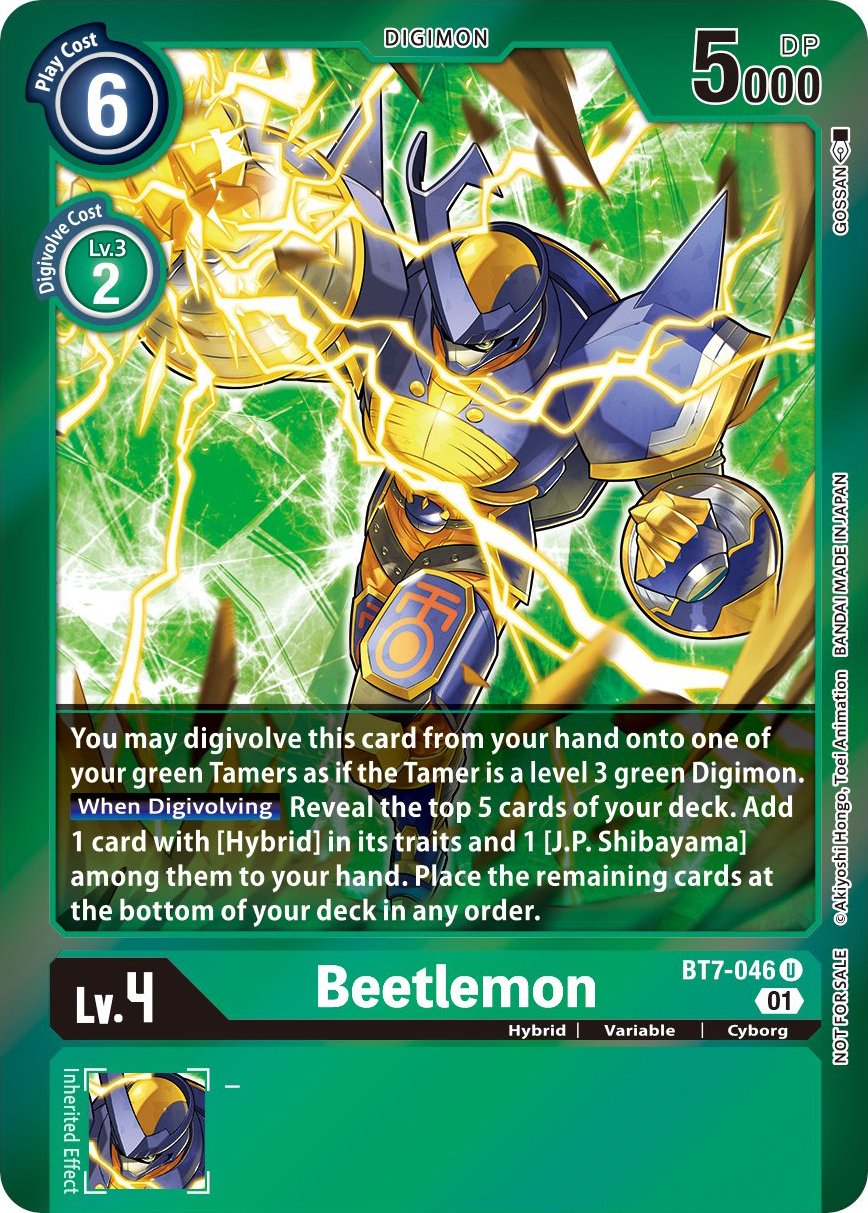 DIGIMON
Play Cost
6
DP
5000
Digivolve Cost
Lv.3
2
GOSSAN
You may digivolve this card from your hand onto one of
your green Tamers as if the Tamer is a level 3 green Digimon.
When Digivolving Reveal the top 5 cards of your deck. Add
1 card with [Hybrid] in its traits and 1 [J.P. Shibayama]
among them to your hand. Place the remaining cards at
the bottom of your deck in any order.
©Akiyoshi Hongo, Toei Animation BANDAI MADE IN JAPAN
NOT FOR SALE
Lv.4
Beetlemon
BT7-046 U
01
Hybrid | Variable | Cyborg
Inherited Effect
–